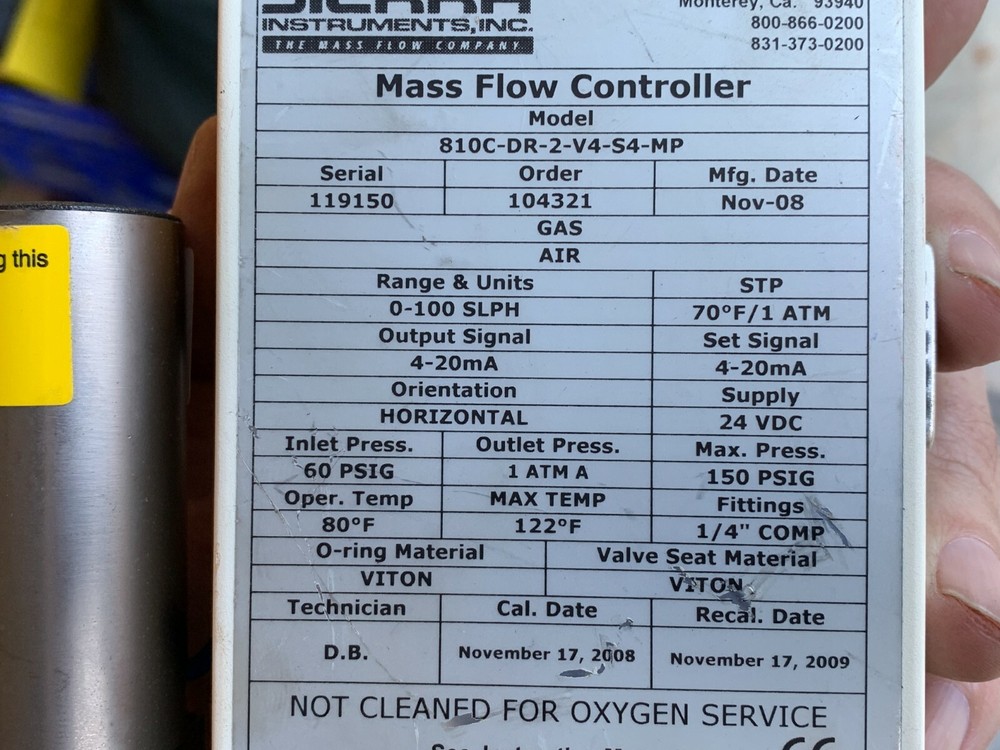 Monterey, Ca. 93940
INSTRUMENTS, INC.
800-866-0200
THE MASS FLOW COMPANY
831-373-0200
Mass Flow Controller
Model
810C-DR-2-V4-S4-MP
Serial Order Mfg. Date
119150 104321 Nov-08
GAS
AIR
Range & Units STP
0-100 SLPH 70°F/1 ATM
Output Signal Set Signal
4-20mA 4-20mA
Orientation Supply
HORIZONTAL 24 VDC
Inlet Press. Outlet Press. Max. Press.
60 PSIG 1 ATM A 150 PSIG
Oper. Temp MAX TEMP Fittings
80°F 122°F 1/4" COMP
O-ring Material Valve Seat Material
VITON VITON
Technician Cal. Date Recal. Date
D.B. November 17, 2008 November 17, 2009
NOT CLEANED FOR OXYGEN SERVICE
CE
g this